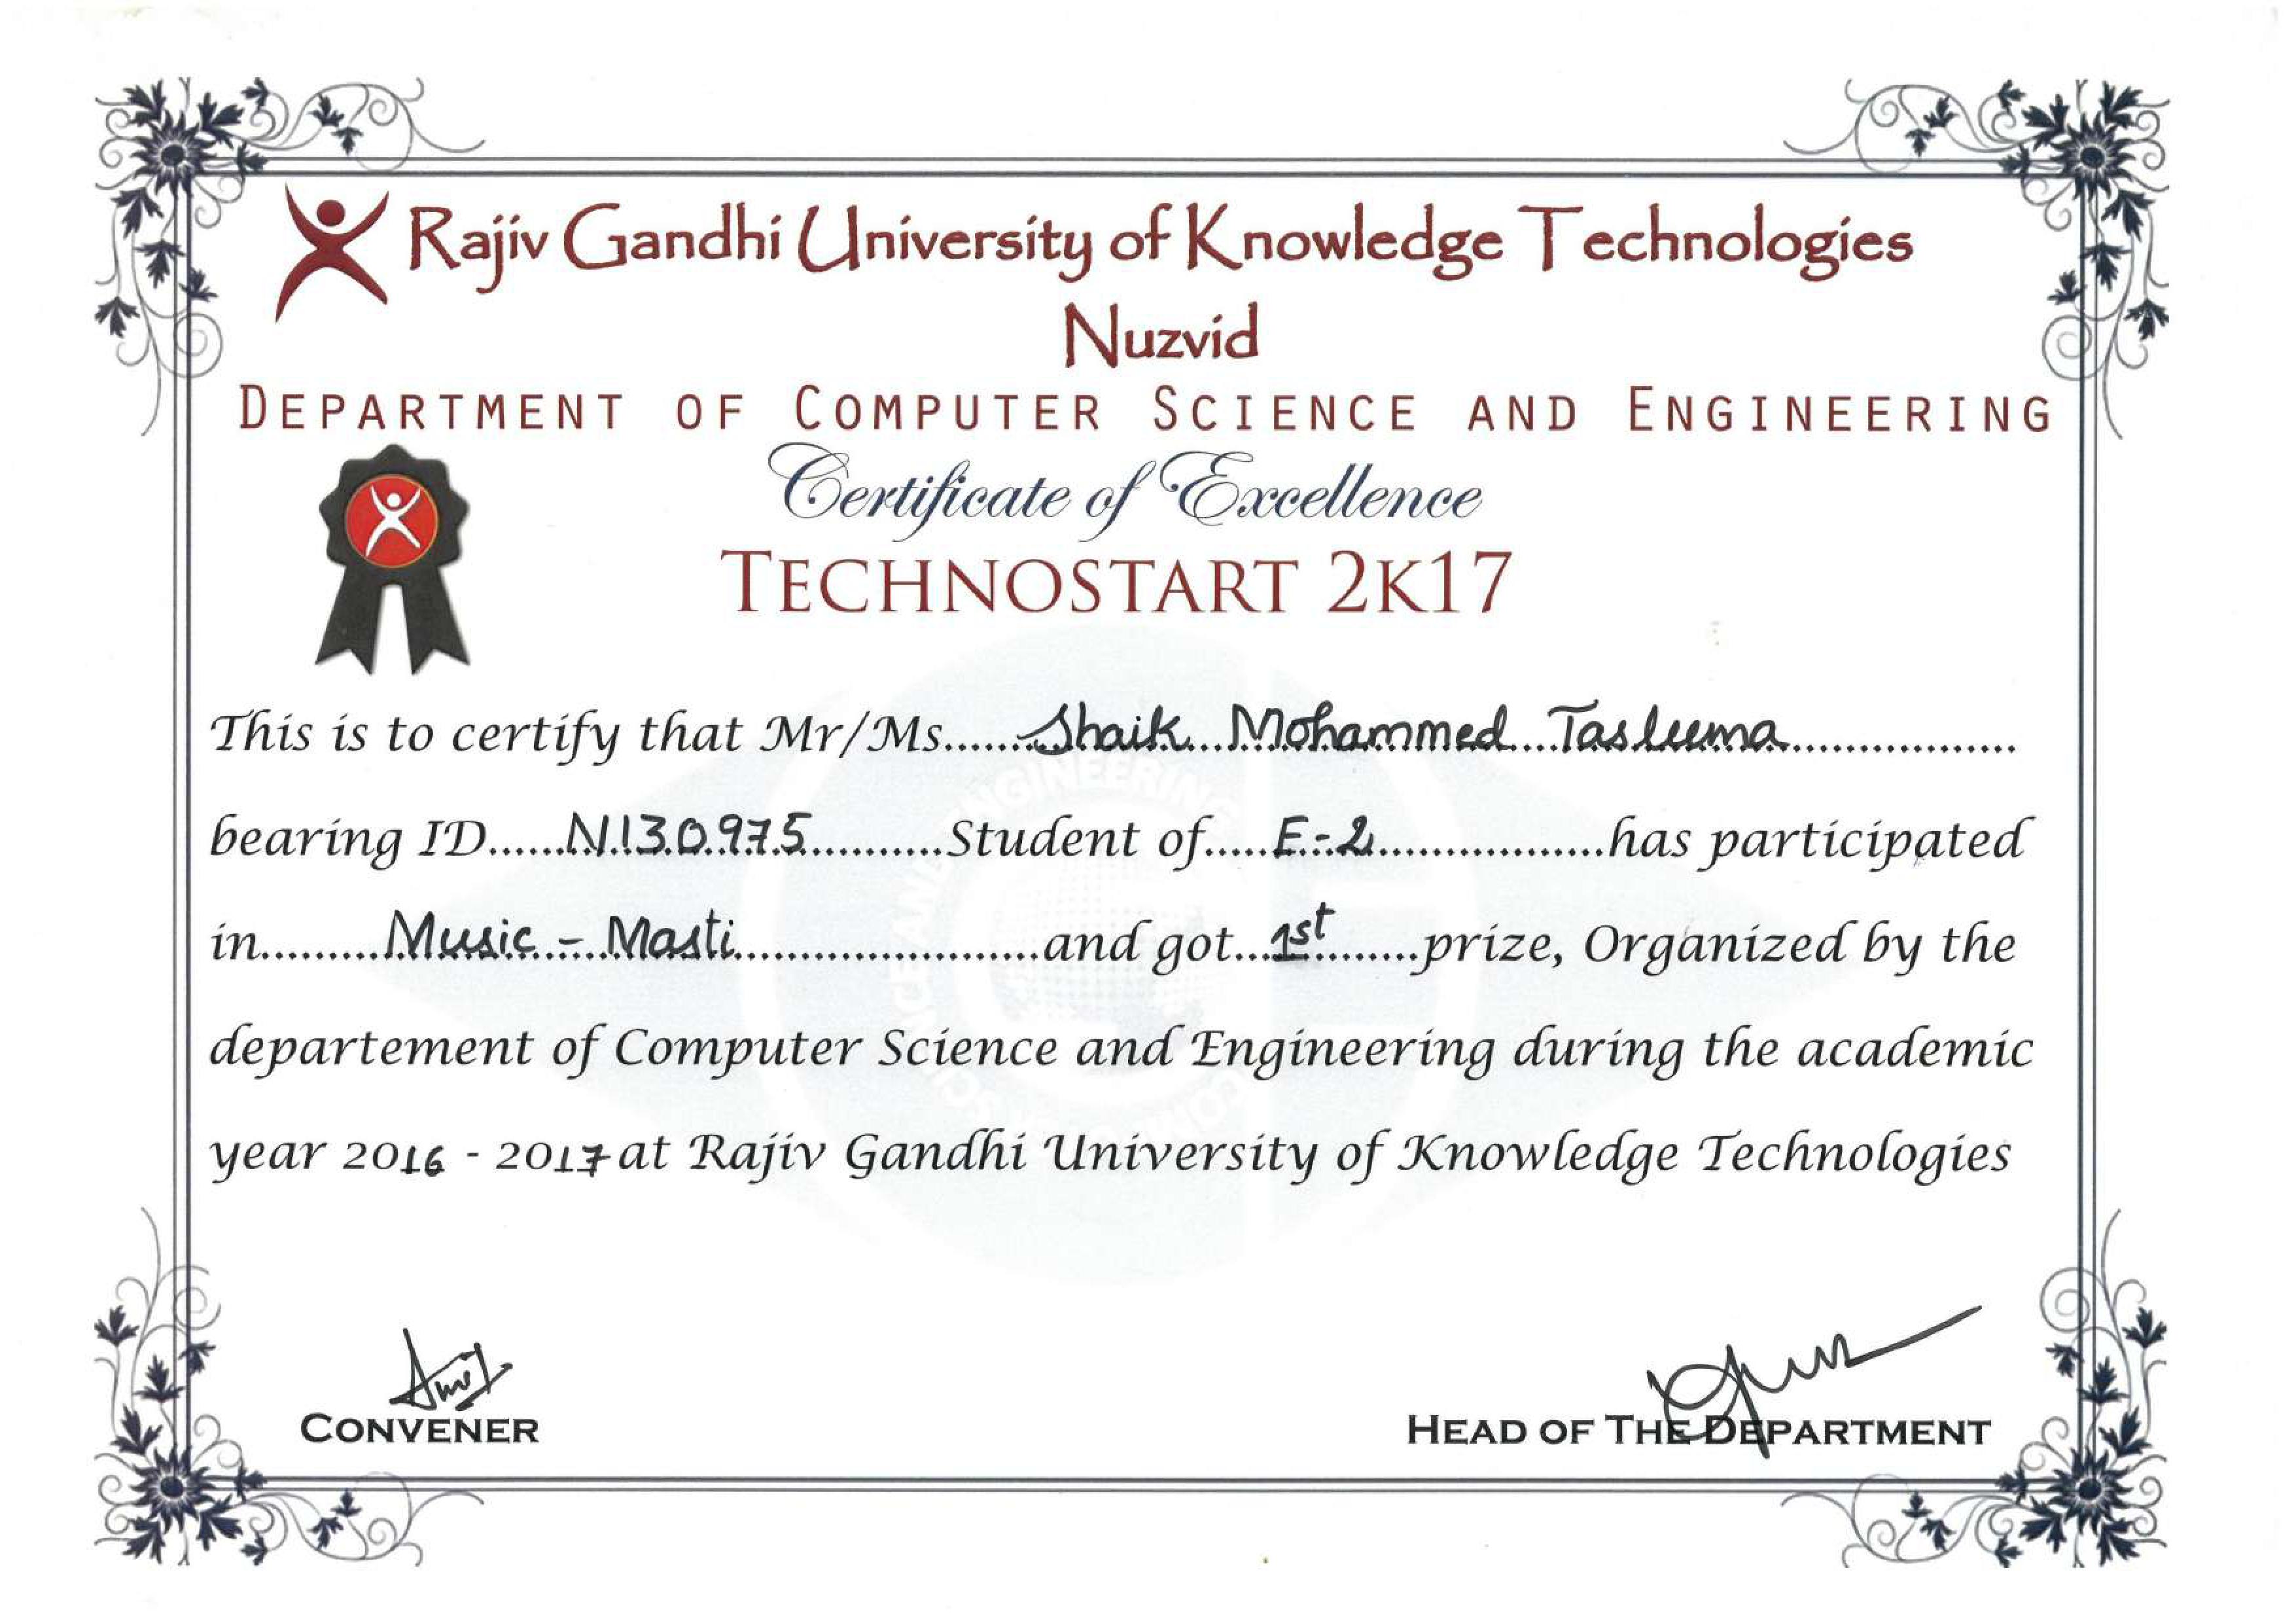 Rajiv Gandhi University of Knowledge Technologies
Nuzvid
DEPARTMENT OF COMPUTER SCIENCE AND ENGINEERING
Certificate of Excellence
TECHNOSTART 2K17
This is to certify that Mr/Ms......Shaik...Mohammed...Tasleema..................
bearing ID......N130975...........Student of.....E-2.................has participated
in.........Music - Masti.......................and got...1st........prize, Organized by the
departement of Computer Science and Engineering during the academic
year 2016 - 2017 at Rajiv Gandhi University of Knowledge Technologies
CONVENER
HEAD OF THE DEPARTMENT